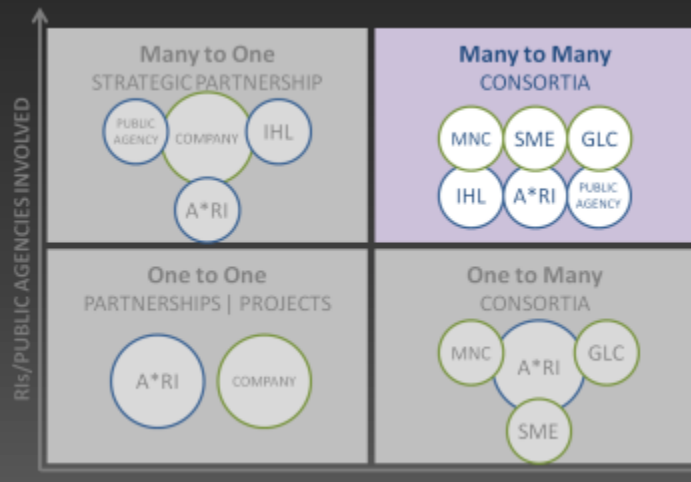 RIs/PUBLIC AGENCIES INVOLVED
Many to One
STRATEGIC PARTNERSHIP
PUBLIC
AGENCY
COMPANY
IHL
A*RI
Many to Many
CONSORTIA
MNC
SME
GLC
IHL
A*RI
PUBLIC
AGENCY
One to One
PARTNERSHIPS | PROJECTS
A*RI
COMPANY
One to Many
CONSORTIA
MNC
A*RI
GLC
SME